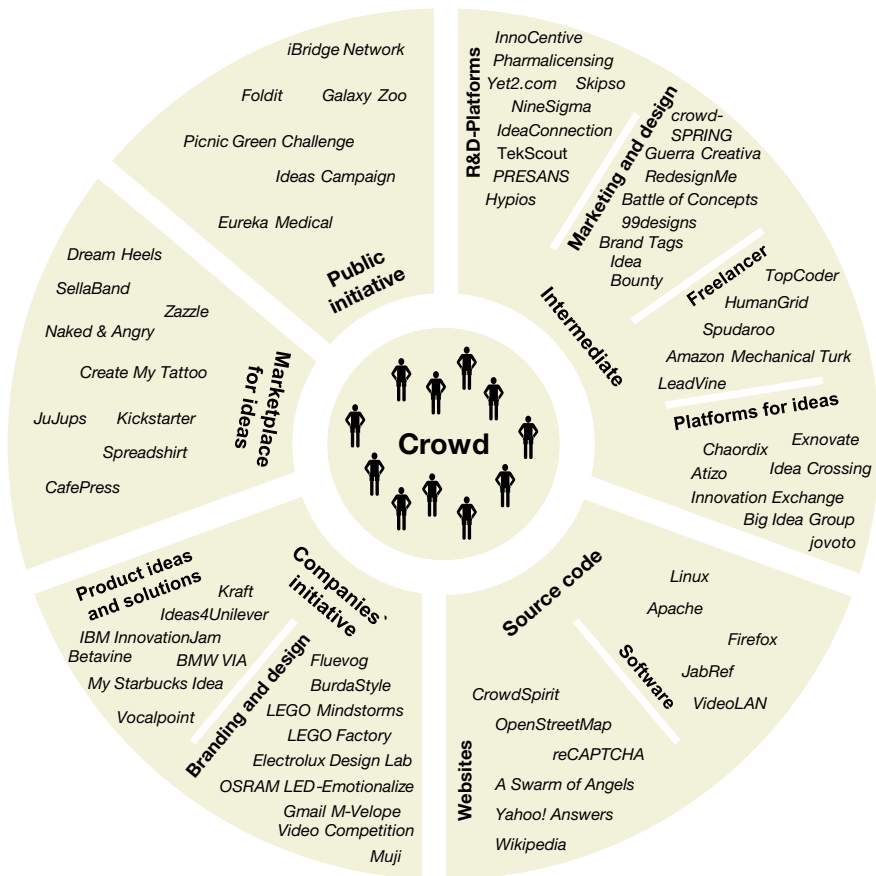 Crowd
Public
initiative
iBridge Network
Foldit
Galaxy Zoo
Picnic Green Challenge
Ideas Campaign
Eureka Medical
Intermediate
R&D-Platforms
InnoCentive
Pharmalicensing
Yet2.com Skipso
NineSigma
IdeaConnection
TekScout
PRESANS
Hypios
Marketing and design
crowd-
SPRING
Guerra Creativa
RedesignMe
Battle of Concepts
99designs
Brand Tags
Idea
Bounty
Freelancer
TopCoder
HumanGrid
Spudaroo
Amazon Mechanical Turk
LeadVine
Platforms for ideas
Exnovate
Chaordix
Idea Crossing
Atizo
Innovation Exchange
Big Idea Group
jovoto
Source code
Software
Linux
Apache
Firefox
JabRef
VideoLAN
Websites
CrowdSpirit
OpenStreetMap
reCAPTCHA
A Swarm of Angels
Yahoo! Answers
Wikipedia
Companies`
initiative
Product ideas
and solutions
Kraft
Ideas4Unilever
IBM InnovationJam
Betavine
BMW VIA
My Starbucks Idea
Vocalpoint
Branding and design
Fluevog
BurdaStyle
LEGO Mindstorms
LEGO Factory
Electrolux Design Lab
OSRAM LED-Emotionalize
Gmail M-Velope
Video Competition
Muji
Marketplace
for ideas
Dream Heels
SellaBand
Zazzle
Naked & Angry
Create My Tattoo
JuJups
Kickstarter
Spreadshirt
CafePress